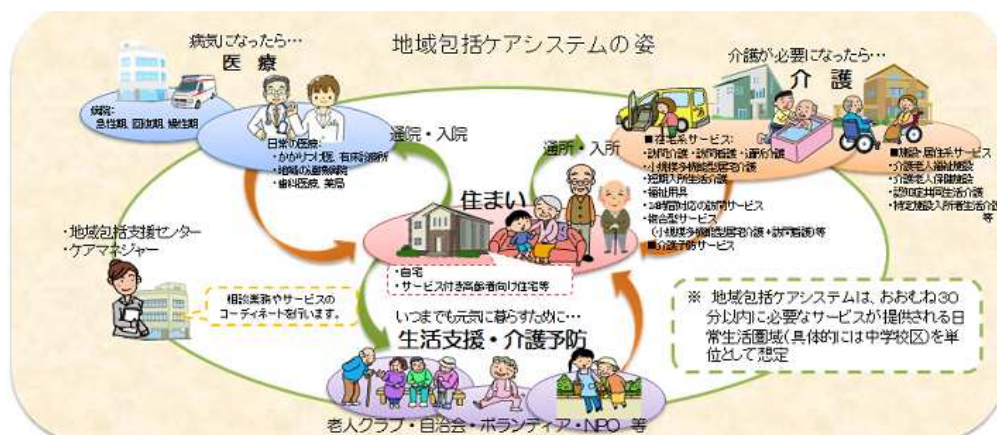 地域包括ケアシステムの姿
病気になったら…
医療
病院:
急性期、回復期、慢性期
日常の医療:
・かかりつけ医、有床診療所
・地域の連携病院
・歯科医療、薬局
通院・入院
通所・入所
介護が必要になったら…
介護
■在宅系サービス:
・訪問介護・訪問看護・通所介護
・小規模多機能型居宅介護
・短期入所生活介護
・福祉用具
・24時間対応の訪問サービス
・複合型サービス
(小規模多機能型居宅介護+訪問看護)等
■介護予防サービス
■施設・居住系サービス
・介護老人福祉施設
・介護老人保健施設
・認知症共同生活介護
・特定施設入所者生活介護
等
住まい
・自宅
・サービス付き高齢者向け住宅等
・地域包括支援センター
・ケアマネジャー
相談業務やサービスの
コーディネートを行います。
いつまでも元気に暮らすために…
生活支援・介護予防
老人クラブ・自治会・ボランティア・NPO 等
※ 地域包括ケアシステムは、おおむね30
分以内に必要なサービスが提供される日
常生活圏域(具体的には中学校区)を単
位として想定